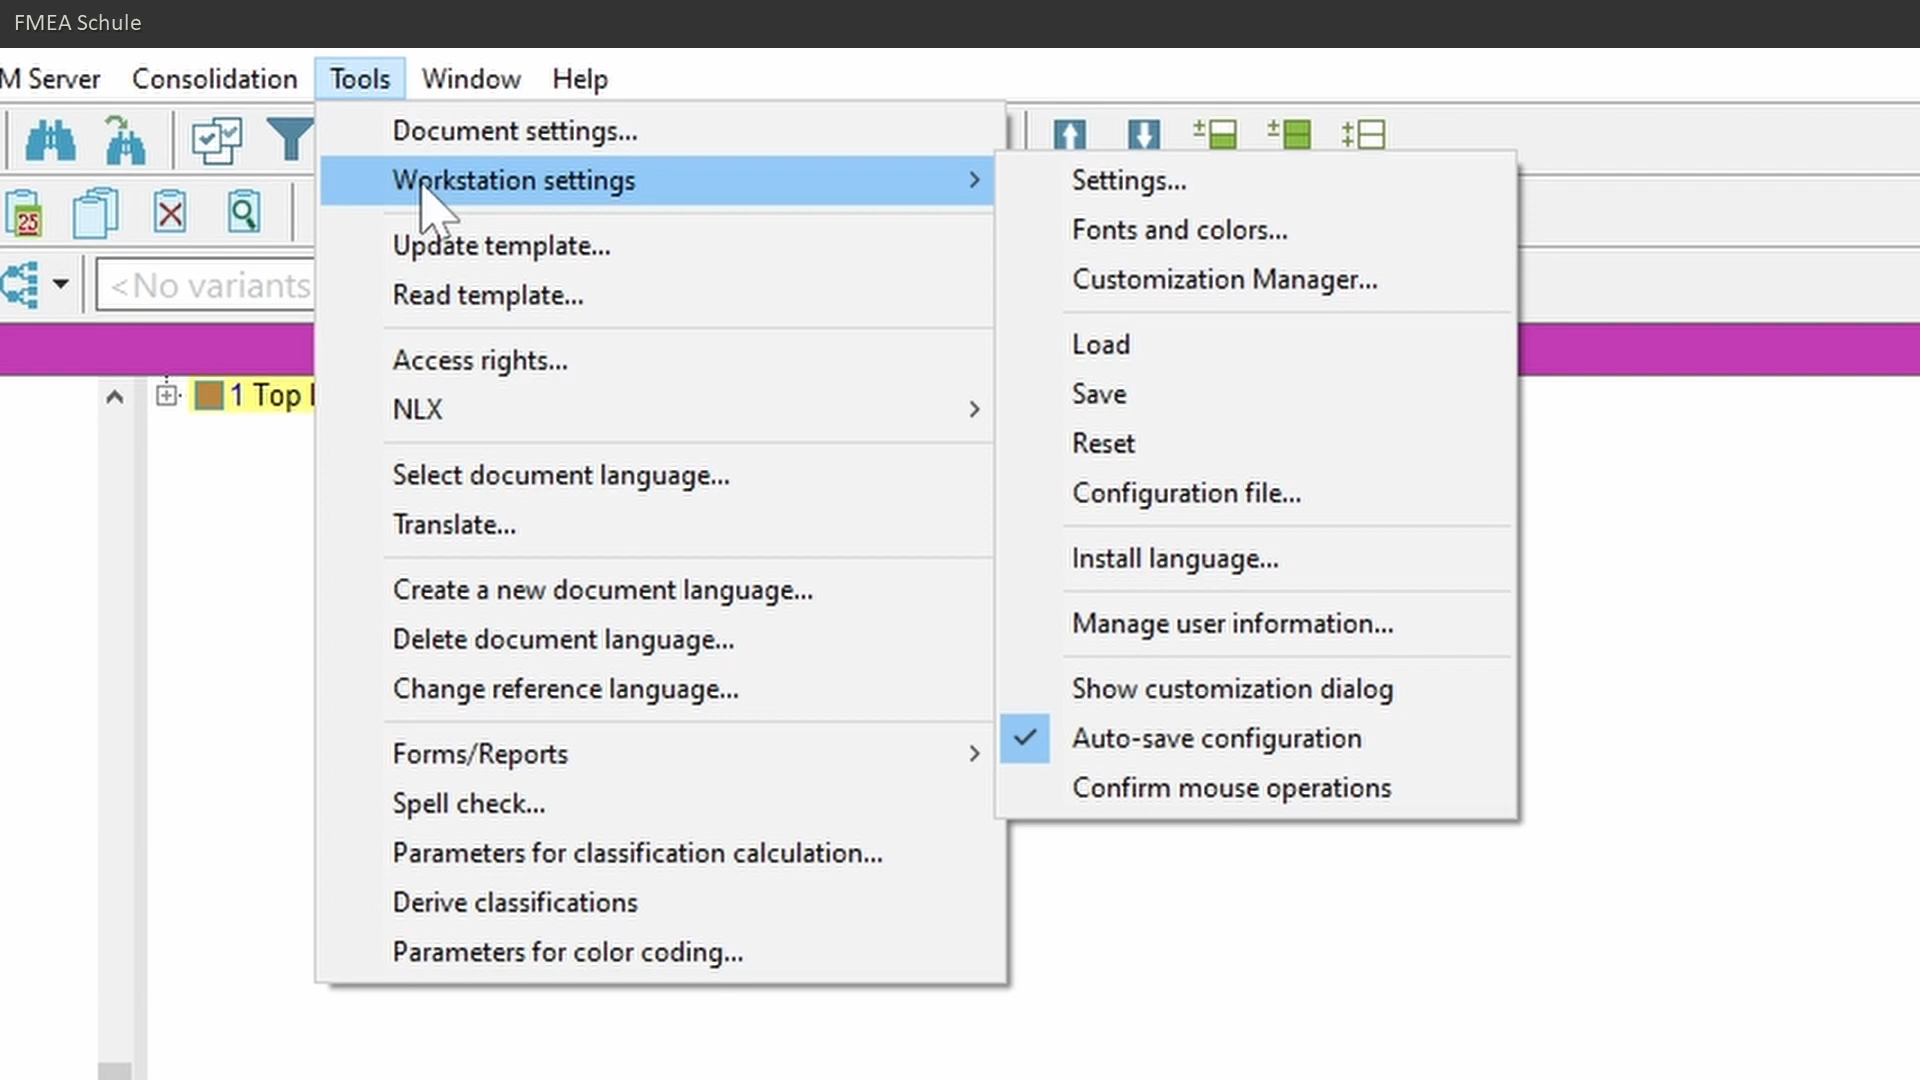 FMEA Schule
M Server Consolidation Tools Window Help
Document settings...
Workstation settings
Update template...
Read template...
Access rights...
NLX
Select document language...
Translate...
Create a new document language...
Delete document language...
Change reference language...
Forms/Reports
Spell check...
Parameters for classification calculation...
Derive classifications
Parameters for color coding...
Settings...
Fonts and colors...
Customization Manager...
Load
Save
Reset
Configuration file...
Install language...
Manage user information...
Show customization dialog
Auto-save configuration
Confirm mouse operations
25
<No variants
1 Top